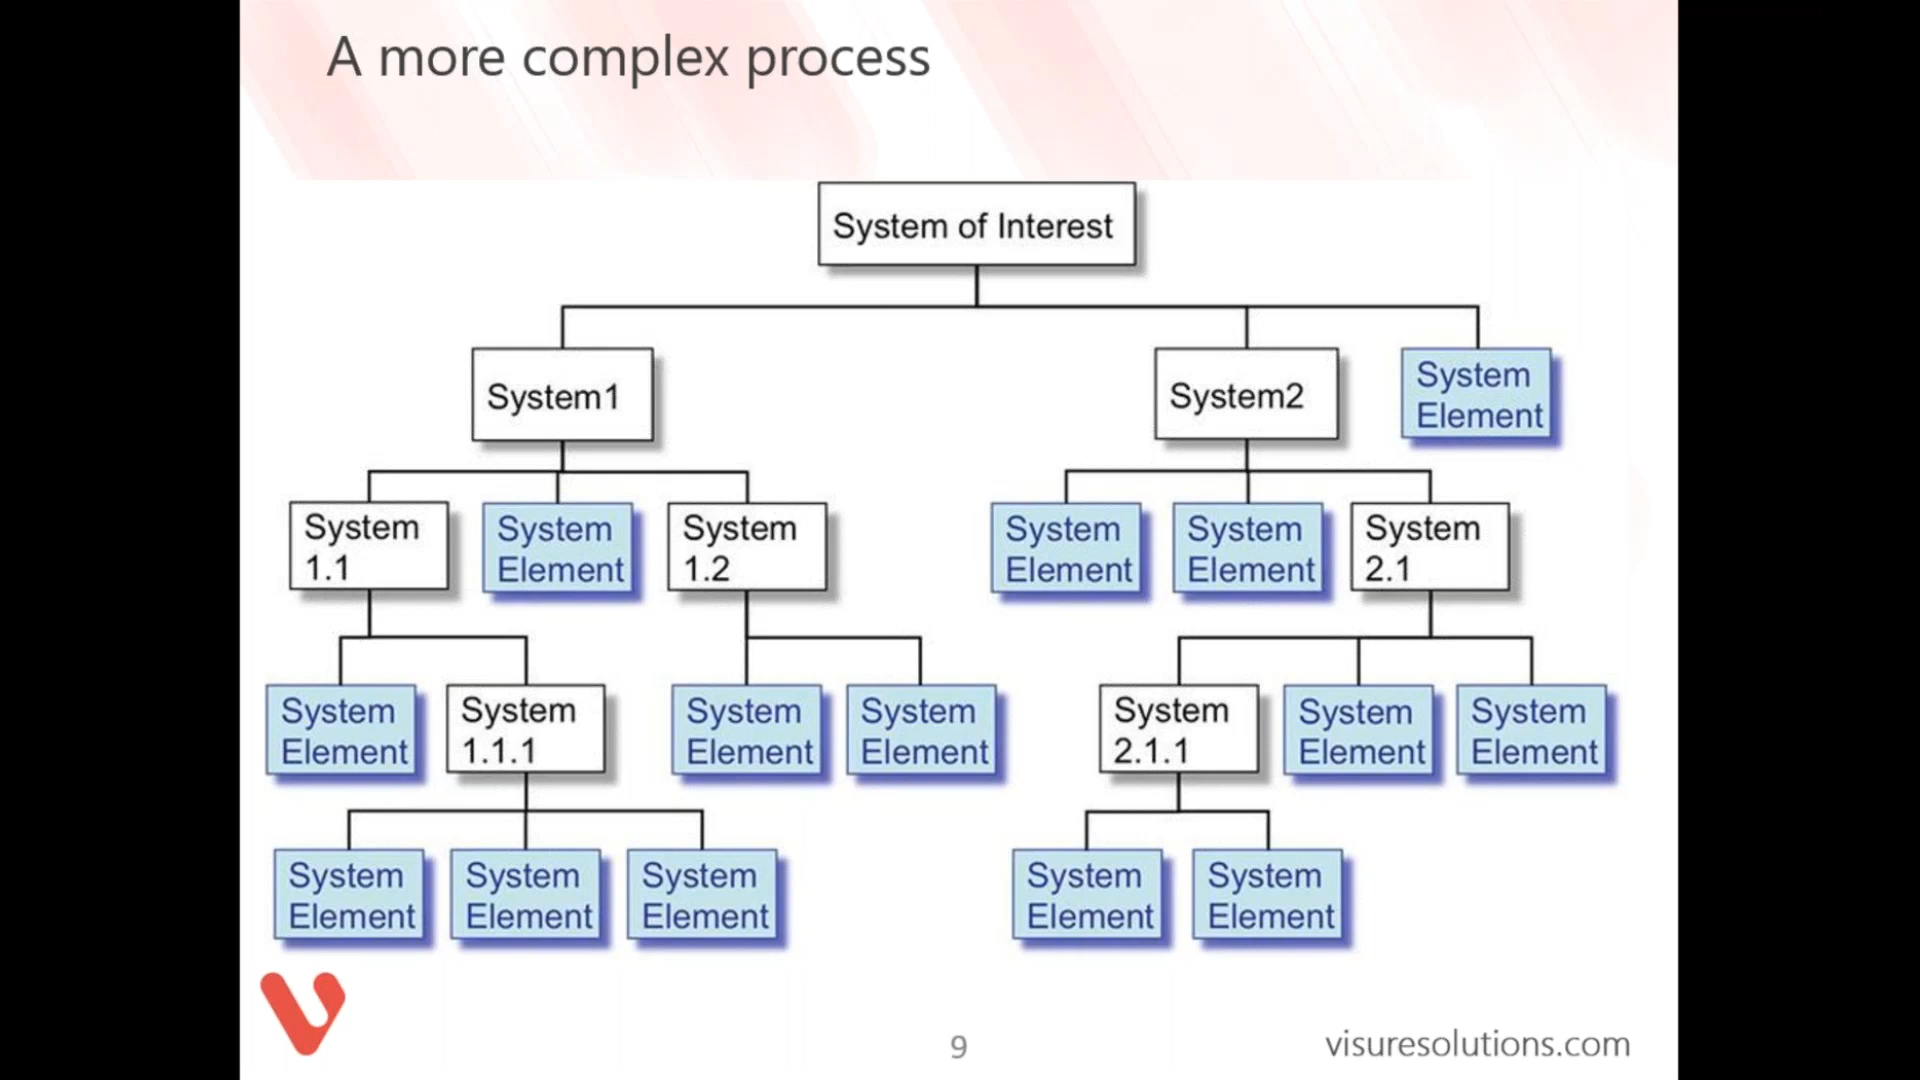 A more complex process
System of Interest
System1
System2
System
Element
System
1.1
System
Element
System
1.2
System
Element
System
Element
System
2.1
System
Element
System
1.1.1
System
Element
System
Element
System
2.1.1
System
Element
System
Element
System
Element
System
Element
System
Element
System
Element
System
Element
9
visuresolutions.com